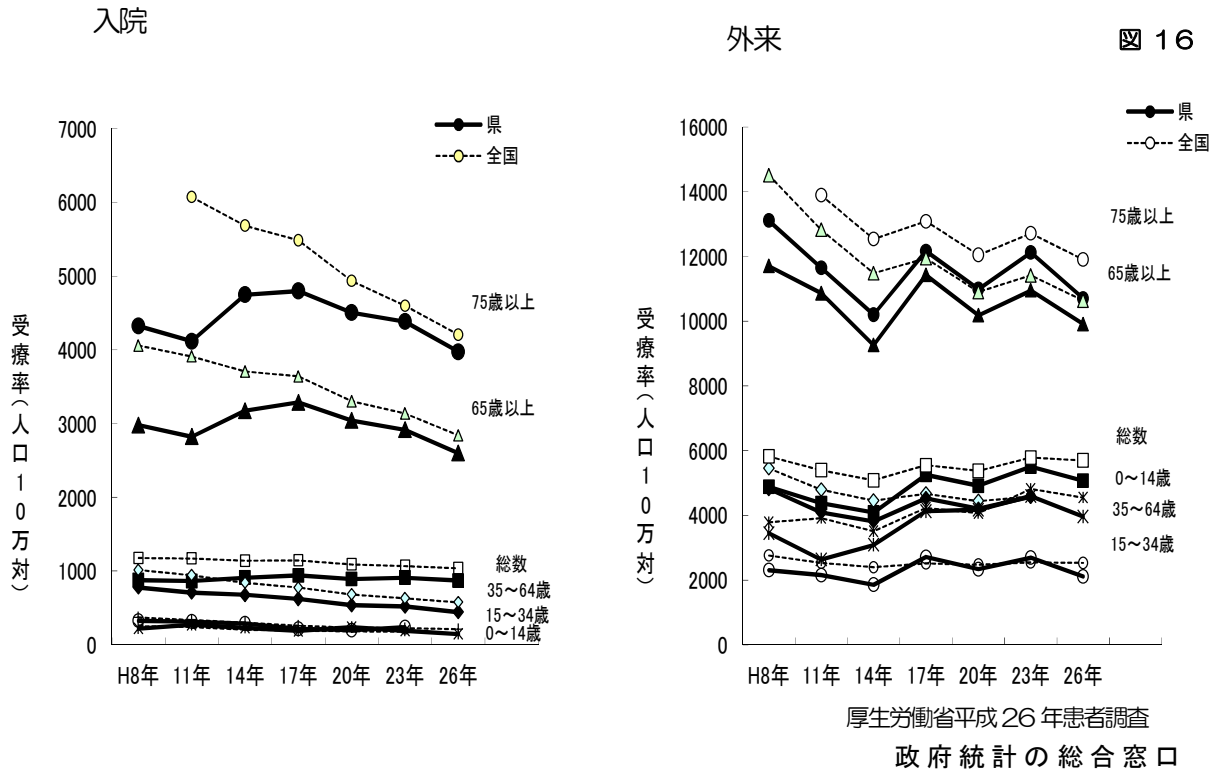 入院
外来
図 16
県
全国
7000
6000
5000
4000
3000
2000
1000
0
受療率（人口10万対）
75歳以上
65歳以上
総数
35～64歳
15～34歳
0～14歳
H8年 11年 14年 17年 20年 23年 26年
県
全国
16000
14000
12000
10000
8000
6000
4000
2000
0
受療率（人口10万対）
75歳以上
65歳以上
総数
0～14歳
35～64歳
15～34歳
H8年 11年 14年 17年 20年 23年 26年
厚生労働省平成26年患者調査
政府統計の総合窓口